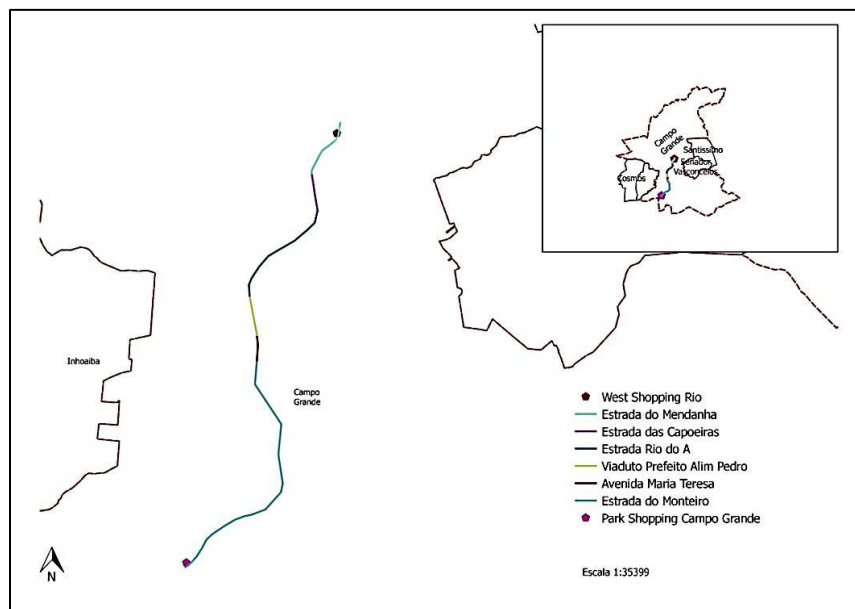 Campo
Grande
Santíssimo
Senador
Vasconcelos
Cosmos
Inhoaiba
Campo
Grande
West Shopping Rio
Estrada do Mendanha
Estrada das Capoeiras
Estrada Rio do A
Viaduto Prefeito Alim Pedro
Avenida Maria Teresa
Estrada do Monteiro
Park Shopping Campo Grande
N
Escala 1:35399